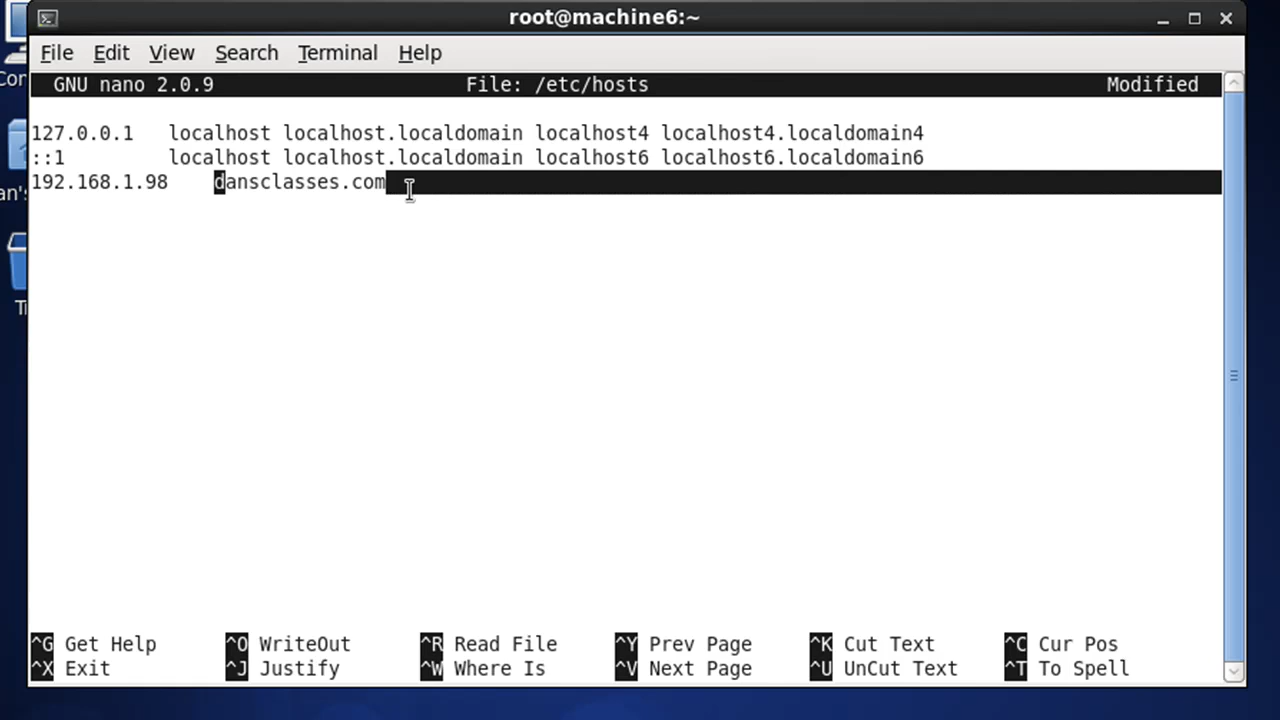 root@machine6:~
File Edit View Search Terminal Help
GNU nano 2.0.9 File: /etc/hosts Modified
127.0.0.1 localhost localhost.localdomain localhost4 localhost4.localdomain4
::1 localhost localhost.localdomain localhost6 localhost6.localdomain6
192.168.1.98 dansclasses.com
^G Get Help ^O WriteOut ^R Read File ^Y Prev Page ^K Cut Text ^C Cur Pos
^X Exit ^J Justify ^W Where Is ^V Next Page ^U UnCut Text ^T To Spell